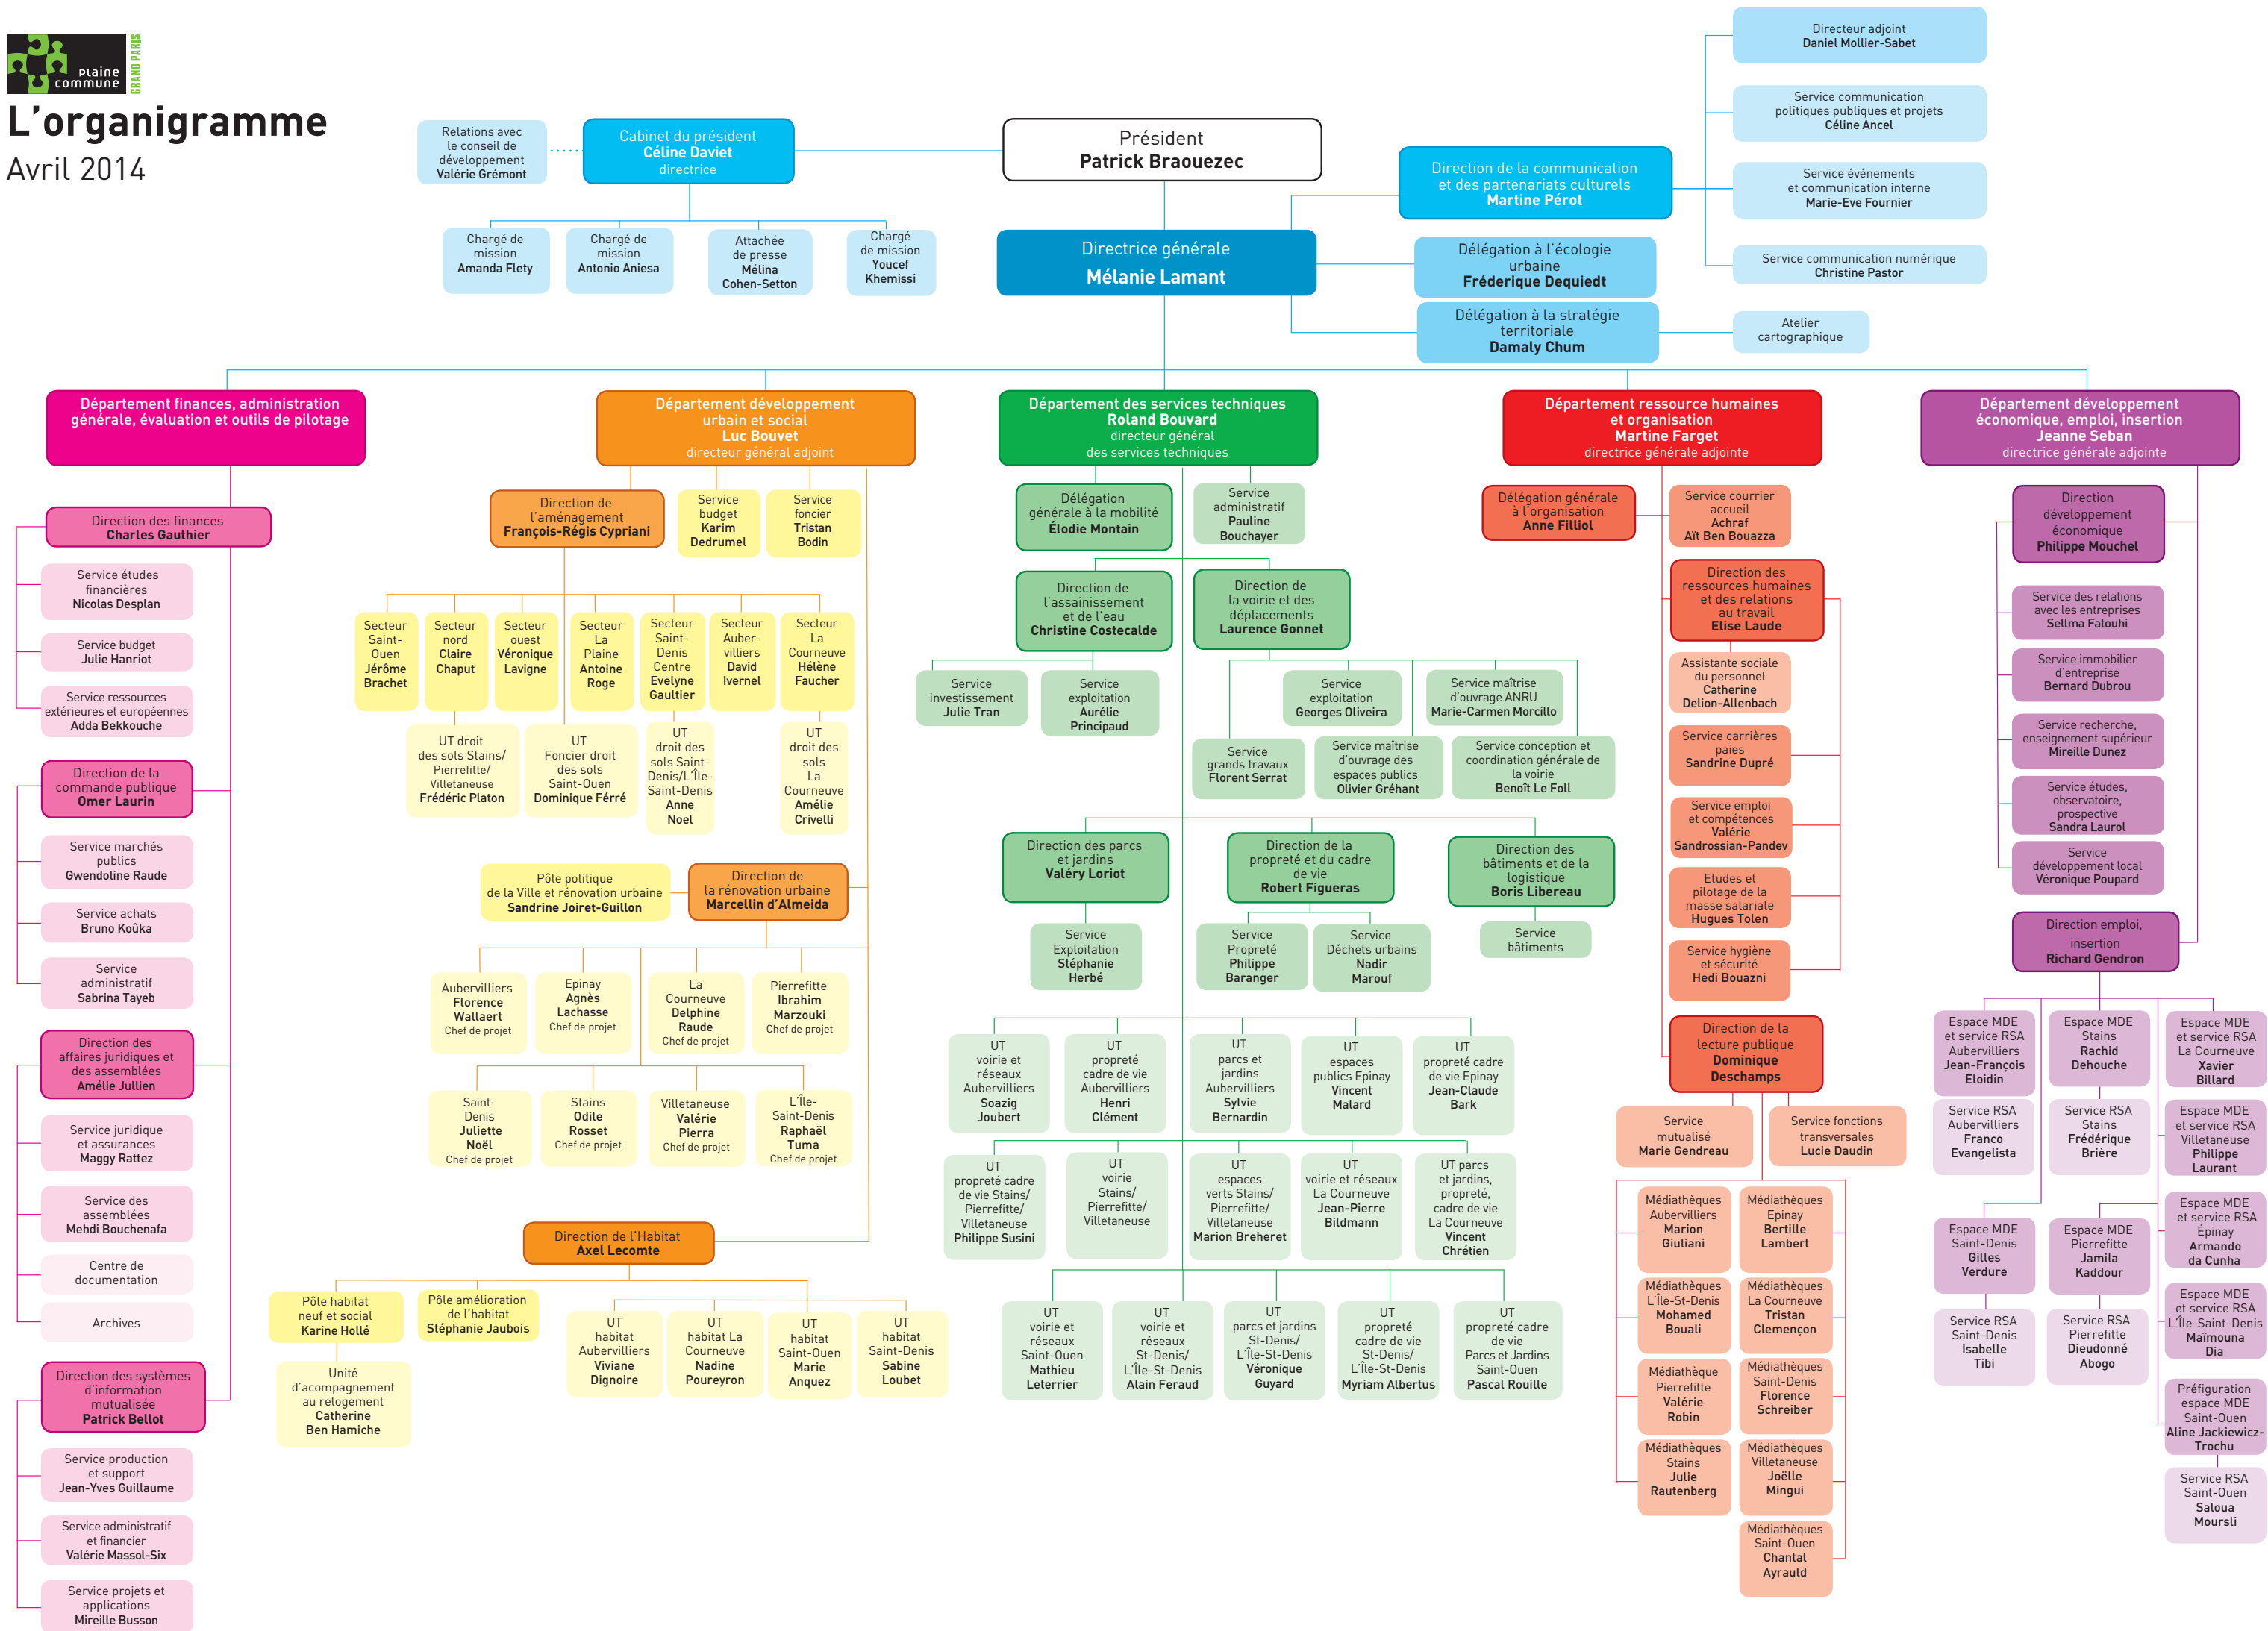 PLaine
commune
GRAND PARIS
L'organigramme
Avril 2014
Relations avec
le conseil de
développement
Valérie Grémont
Cabinet du président
Céline Daviet
directrice
Président
Patrick Braouezec
Chargé de
mission
Amanda Flety
Chargé de
mission
Antonio Aniesa
Attachée
de presse
Mélina
Cohen-Setton
Chargé
de mission
Youcef
Khemissi
Directrice générale
Mélanie Lamant
Direction de la communication
et des partenariats culturels
Martine Pérot
Délégation à l'écologie
urbaine
Fréderique Dequiedt
Délégation à la stratégie
territoriale
Damaly Chum
Directeur adjoint
Daniel Mollier-Sabet
Service communication
politiques publiques et projets
Céline Ancel
Service événements
et communication interne
Marie-Eve Fournier
Service communication numérique
Christine Pastor
Atelier
cartographique
Département finances, administration
générale, évaluation et outils de pilotage
Direction des finances
Charles Gauthier
Service études
financières
Nicolas Desplan
Service budget
Julie Hanriot
Service ressources
extérieures et européennes
Adda Bekkouche
Direction de la
commande publique
Omer Laurin
Service marchés
publics
Gwendoline Raude
Service achats
Bruno Koûka
Service
administratif
Sabrina Tayeb
Direction des
affaires juridiques et
des assemblées
Amélie Jullien
Service juridique
et assurances
Maggy Rattez
Service des
assemblées
Mehdi Bouchenafa
Centre de
documentation
Archives
Direction des systèmes
d'information
mutualisée
Patrick Bellot
Service production
et support
Jean-Yves Guillaume
Service administratif
et financier
Valérie Massol-Six
Service projets et
applications
Mireille Busson
Département développement
urbain et social
Luc Bouvet
directeur général adjoint
Direction de
l'aménagement
François-Régis Cypriani
Service
budget
Karim
Dedrumel
Service
foncier
Tristan
Bodin
Secteur
Saint-
Ouen
Jérôme
Brachet
Secteur
nord
Claire
Chaput
Secteur
ouest
Véronique
Lavigne
Secteur
La
Plaine
Antoine
Roge
Secteur
Saint-
Denis
Centre
Evelyne
Gaultier
Secteur
Auber-
villiers
David
Ivernel
Secteur
La
Courneuve
Hélène
Faucher
UT droit
des sols Stains/
Pierrefitte/
Villetaneuse
Frédéric Platon
UT
Foncier droit
des sols
Saint-Ouen
Dominique Férré
UT
droit des
sols Saint-
Denis/L'Île-
Saint-Denis
Anne
Noel
UT
droit des
sols
La
Courneuve
Amélie
Crivelli
Pôle politique
de la Ville et rénovation urbaine
Sandrine Joiret-Guillon
Direction de
la rénovation urbaine
Marcellin d'Almeida
Aubervilliers
Florence
Wallaert
Chef de projet
Epinay
Agnès
Lachasse
Chef de projet
La
Courneuve
Delphine
Raude
Chef de projet
Pierrefitte
Ibrahim
Marzouki
Chef de projet
Saint-
Denis
Juliette
Noël
Chef de projet
Stains
Odile
Rosset
Chef de projet
Villetaneuse
Valérie
Pierra
Chef de projet
L'Île-
Saint-Denis
Raphaël
Tuma
Chef de projet
Direction de l'Habitat
Axel Lecomte
Pôle habitat
neuf et social
Karine Hollé
Pôle amélioration
de l'habitat
Stéphanie Jaubois
Unité
d'acompagnement
au relogement
Catherine
Ben Hamiche
UT
habitat
Aubervilliers
Viviane
Dignoire
UT
habitat La
Courneuve
Nadine
Poureyron
UT
habitat
Saint-Ouen
Marie
Anquez
UT
habitat
Saint-Denis
Sabine
Loubet
Département des services techniques
Roland Bouvard
directeur général
des services techniques
Délégation
générale à la mobilité
Élodie Montain
Service
administratif
Pauline
Bouchayer
Direction de
l'assainissement
et de l'eau
Christine Costecalde
Direction de
la voirie et des
déplacements
Laurence Gonnet
Service
investissement
Julie Tran
Service
exploitation
Aurélie
Principaud
Service
exploitation
Georges Oliveira
Service maîtrise
d'ouvrage ANRU
Marie-Carmen Morcillo
Service
grands travaux
Florent Serrat
Service maîtrise
d'ouvrage des
espaces publics
Olivier Gréhant
Service conception et
coordination générale de
la voirie
Benoît Le Foll
Direction des parcs
et jardins
Valéry Loriot
Direction de la
propreté et du cadre
de vie
Robert Figueras
Direction des
bâtiments et de la
logistique
Boris Libereau
Service
Exploitation
Stéphanie
Herbé
Service
Propreté
Philippe
Baranger
Service
Déchets urbains
Nadir
Marouf
Service
bâtiments
UT
voirie et
réseaux
Aubervilliers
Soazig
Joubert
UT
propreté
cadre de vie
Aubervilliers
Henri
Clément
UT
parcs et
jardins
Aubervilliers
Sylvie
Bernardin
UT
espaces
publics Epinay
Vincent
Malard
UT
propreté cadre
de vie Epinay
Jean-Claude
Bark
UT
propreté cadre
de vie Stains/
Pierrefitte/
Villetaneuse
Philippe Susini
UT
voirie
Stains/
Pierrefitte/
Villetaneuse
UT
espaces
verts Stains/
Pierrefitte/
Villetaneuse
Marion Breheret
UT
voirie et réseaux
La Courneuve
Jean-Pierre
Bildmann
UT parcs
et jardins,
propreté,
cadre de vie
La Courneuve
Vincent
Chrétien
UT
voirie et
réseaux
Saint-Ouen
Mathieu
Leterrier
UT
voirie et
réseaux
St-Denis/
L'Île-St-Denis
Alain Feraud
UT
parcs et jardins
St-Denis/
L'Île-St-Denis
Véronique
Guyard
UT
propreté
cadre de vie
St-Denis/
L'Île-St-Denis
Myriam Albertus
UT
propreté cadre
de vie
Parcs et Jardins
Saint-Ouen
Pascal Rouille
Département ressource humaines
et organisation
Martine Farget
directrice générale adjointe
Délégation générale
à l'organisation
Anne Filliol
Service courrier
accueil
Achraf
Aït Ben Bouazza
Direction des
ressources humaines
et des relations
au travail
Elise Laude
Assistante sociale
du personnel
Catherine
Delion-Allenbach
Service carrières
paies
Sandrine Dupré
Service emploi
et compétences
Valérie
Sandrossian-Pandev
Etudes et
pilotage de la
masse salariale
Hugues Tolen
Service hygiène
et sécurité
Hedi Bouazni
Direction de la
lecture publique
Dominique
Deschamps
Service
mutualisé
Marie Gendreau
Service fonctions
transversales
Lucie Daudin
Médiathèques
Aubervilliers
Marion
Giuliani
Médiathèques
Epinay
Bertille
Lambert
Médiathèques
L'Île-St-Denis
Mohamed
Bouali
Médiathèques
La Courneuve
Tristan
Clemençon
Médiathèque
Pierrefitte
Valérie
Robin
Médiathèques
Saint-Denis
Florence
Schreiber
Médiathèques
Stains
Julie
Rautenberg
Médiathèques
Villetaneuse
Joëlle
Mingui
Médiathèques
Saint-Ouen
Chantal
Ayrauld
Département développement
économique, emploi, insertion
Jeanne Seban
directrice générale adjointe
Direction
développement
économique
Philippe Mouchel
Service des relations
avec les entreprises
Sellma Fatouhi
Service immobilier
d'entreprise
Bernard Dubrou
Service recherche,
enseignement supérieur
Mireille Dunez
Service études,
observatoire,
prospective
Sandra Laurol
Service
développement local
Véronique Poupard
Direction emploi,
insertion
Richard Gendron
Espace MDE
et service RSA
Aubervilliers
Jean-François
Eloidin
Espace MDE
Stains
Rachid
Dehouche
Espace MDE
et service RSA
La Courneuve
Xavier
Billard
Service RSA
Aubervilliers
Franco
Evangelista
Service RSA
Stains
Frédérique
Brière
Espace MDE
et service RSA
Villetaneuse
Philippe
Laurant
Espace MDE
Saint-Denis
Gilles
Verdure
Espace MDE
Pierrefitte
Jamila
Kaddour
Espace MDE
et service RSA
Épinay
Armando
da Cunha
Service RSA
Saint-Denis
Isabelle
Tibi
Service RSA
Pierrefitte
Dieudonné
Abogo
Espace MDE
et service RSA
L'Île-Saint-Denis
Maïmouna
Dia
Préfiguration
espace MDE
Saint-Ouen
Aline Jackiewicz-
Trochu
Service RSA
Saint-Ouen
Saloua
Moursli